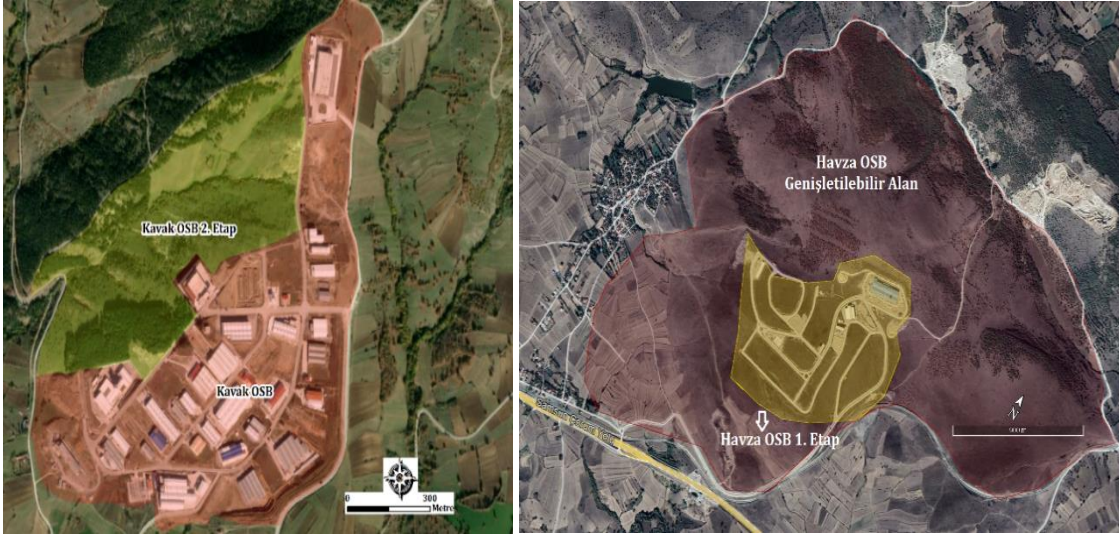 Kavak OSB 2. Etap
Kavak OSB
0 300
Metre
Havza OSB
Genişletilebilir Alan
Havza OSB 1. Etap
N